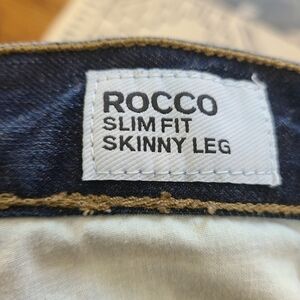 ROCCO
SLIM FIT
SKINNY LEG